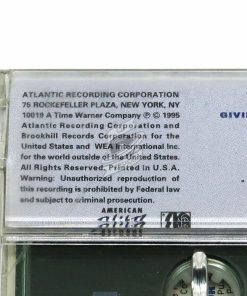 ATLANTIC RECORDING CORPORATION
75 ROCKEFELLER PLAZA, NEW YORK, NY
10019 A Time Warner Company ℗ © 1995
Atlantic Recording Corporation and
Brookhill Records Corporation for the
United States and WEA International Inc.
for the world outside of the United States.
All Rights Reserved. Printed in U.S.A.
Warning: Unauthorized reproduction of
this recording is prohibited by Federal law
and subject to criminal prosecution.
GIVI
AMERICAN